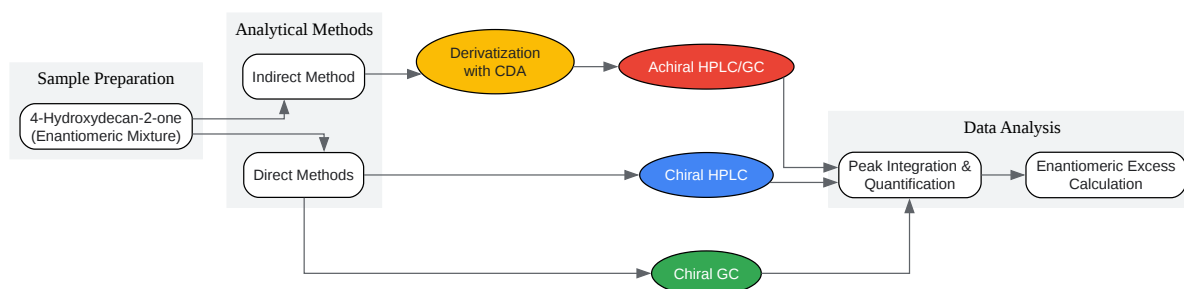 Sample Preparation
4-Hydroxydecan-2-one
(Enantiomeric Mixture)
Analytical Methods
Indirect Method
Direct Methods
Derivatization
with CDA
Achiral HPLC/GC
Chiral HPLC
Chiral GC
Data Analysis
Peak Integration &
Quantification
Enantiomeric Excess
Calculation